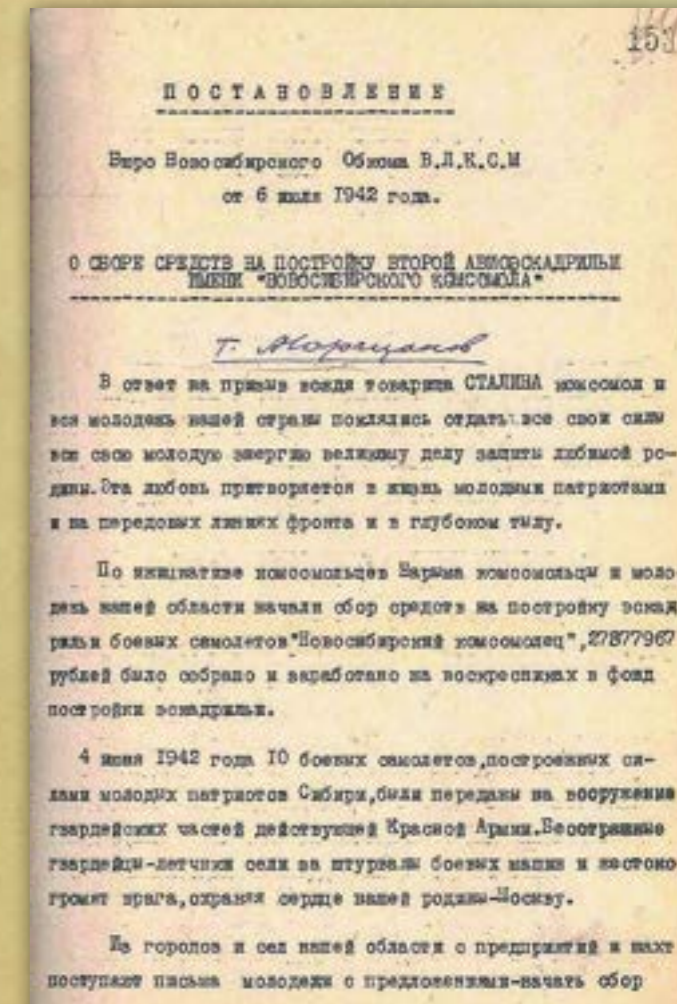 153
ПОСТАНОВЛЕНИЕ
Бюро Новосибирского Обкома В.Л.К.С.М
от 6 июля 1942 года.
О СБОРЕ СРЕДСТВ НА ПОСТРОЙКУ ВТОРОЙ АВИОЭСКАДРИЛЬИ
ИМЕНИ "НОВОСИБИРСКОГО КОМСОМОЛА"
т.
В ответ на призыв вождя товарища СТАЛИНА комсомол и
вся молодежь нашей страны поклялись отдать все свои силы
всю свою молодую энергию великому делу защиты любимой ро-
дины. Эта любовь притворяется в жизнь молодыми патриотами
и на передовых линиях фронта и в глубоком тылу.
По инициативе комсомольцев Нарыма комсомольцы и моло
дежь нашей области начали сбор средств на постройку эскад
рильи боевых самолетов "Новосибирский комсомолец", 27877967
рублей было собрано и заработано на воскресниках в фонд
постройки эскадрильи.
4 июня 1942 года 10 боевых самолетов, построенных си-
лами молодых патриотов Сибири, были переданы на вооружение
гвардейских частей действующей Красной Армии. Бесстрашные
гвардейцы-летчики сели за штурвалы боевых машин и жестоко
громят врага, охраняя сердце нашей родины-Москву.
Из городов и сел нашей области с предприятий и шахт
поступают письма молодежи с предложениями-начать сбор